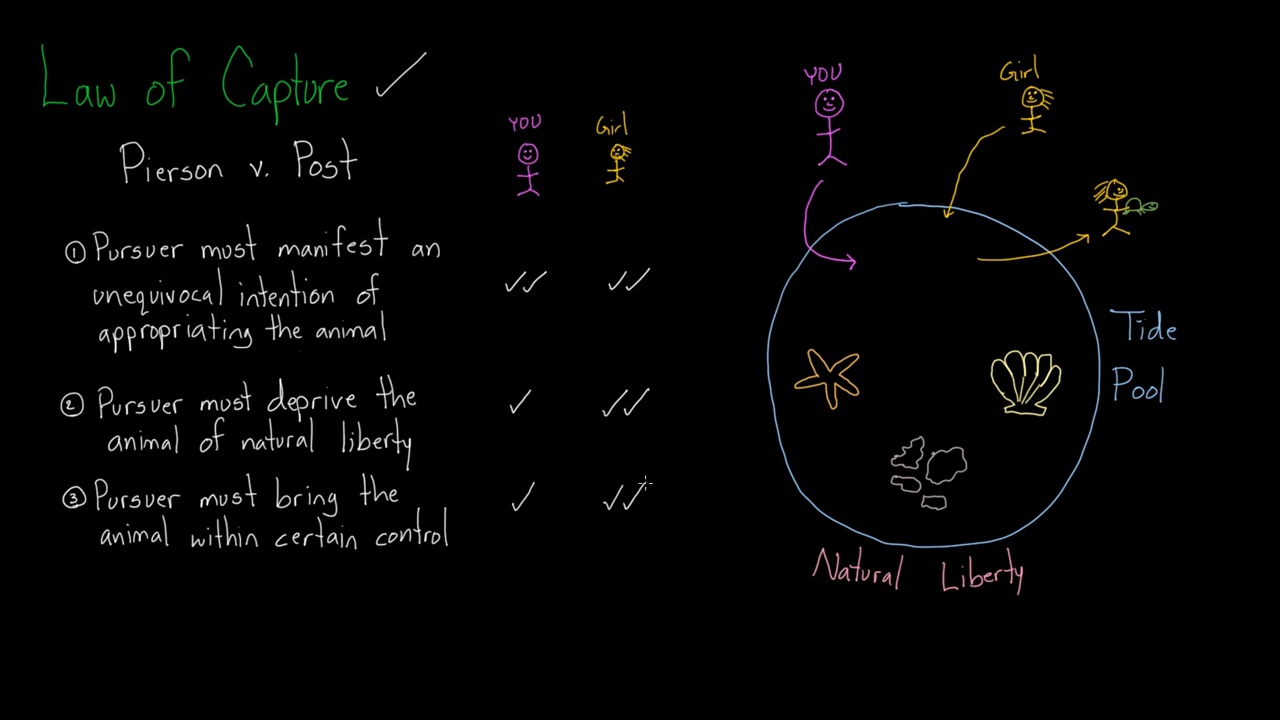 Law of Capture
Pierson v. Post
YOU
Girl
① Pursuer must manifest an
unequivocal intention of
appropriating the animal
② Pursuer must deprive the
animal of natural liberty
③ Pursuer must bring the
animal within certain control
YOU
Girl
Tide
Pool
Natural Liberty